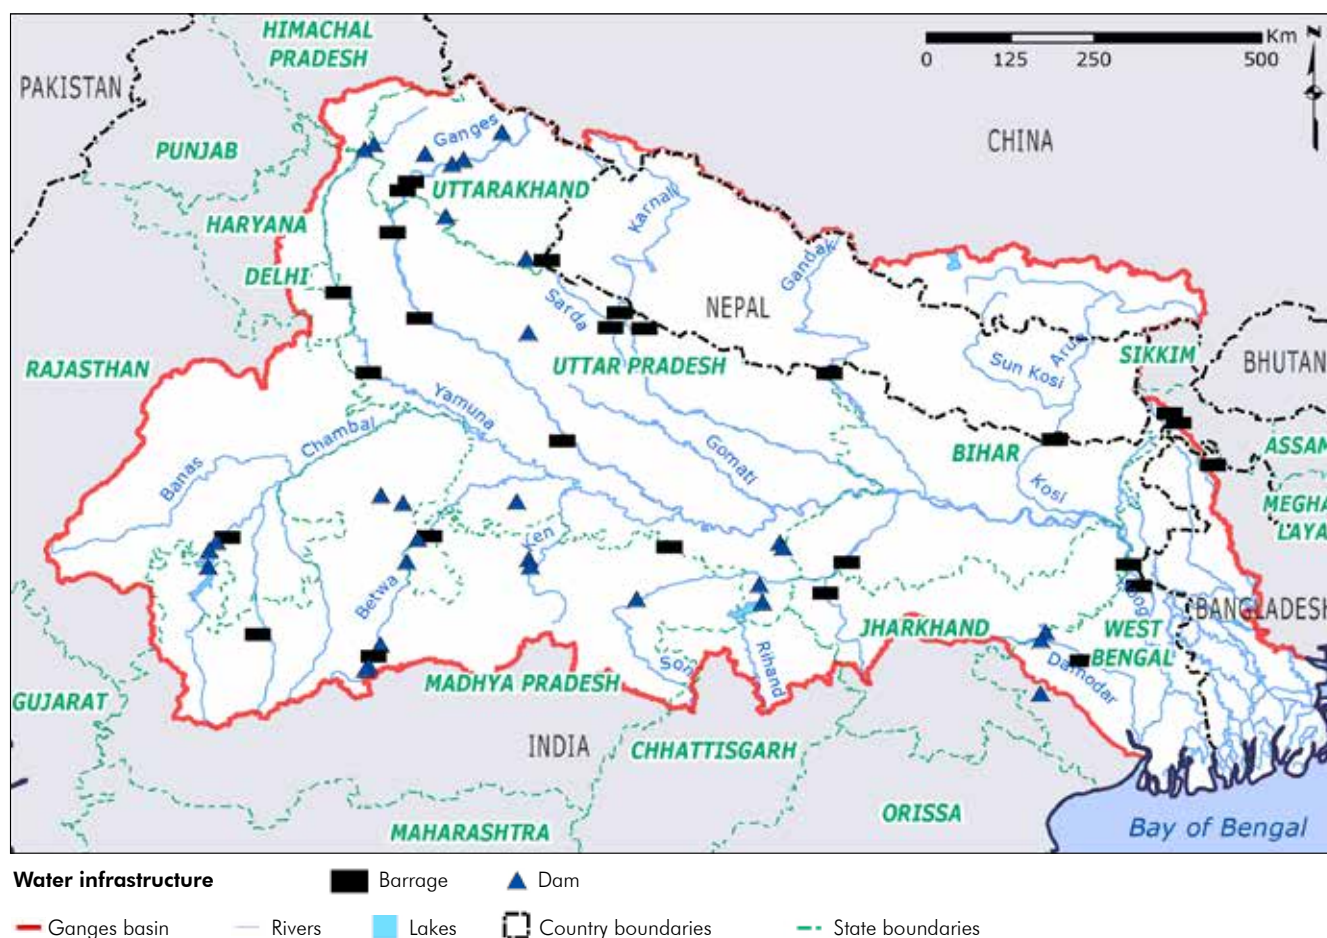 HIMACHAL
PRADESH
Km
N
0 125 250 500
PAKISTAN
CHINA
PUNJAB
Ganges
UTTARAKHAND
Karnali
HARYANA
DELHI
Gandak
NEPAL
Sarda
Arun
Sun Kosi
SIKKIM
BHUTAN
RAJASTHAN
UTTAR PRADESH
Yamuna
Chambal
Banas
Gomati
BIHAR
Kosi
ASSAM
MEGHA
LAYA
Ken
Betwa
BANGLADESH
JHARKHAND
WEST
BENGAL
Damodar
Son
Rihand
MADHYA PRADESH
GUJARAT
INDIA
CHHATTISGARH
ORISSA
MAHARASHTRA
Bay of Bengal
Water infrastructure Barrage Dam
Ganges basin Rivers Lakes Country boundaries State boundaries